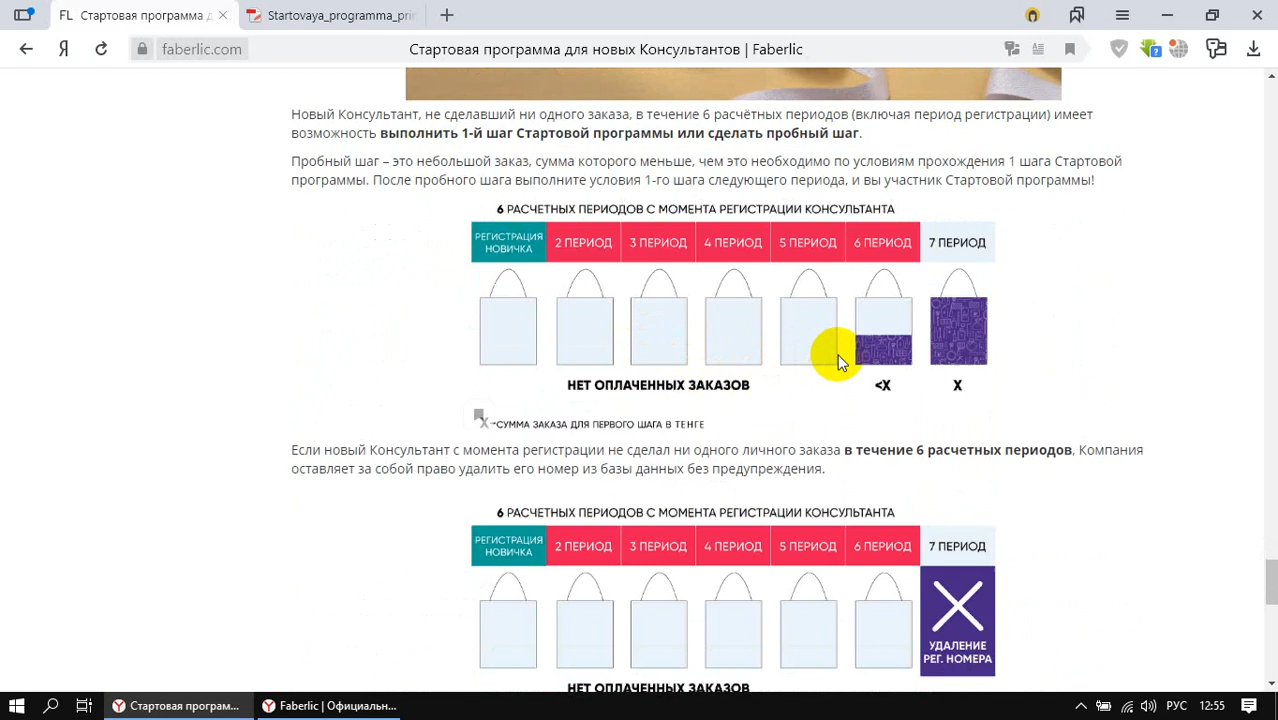 FL Стартовая программа д
Startovaya_programma_prin
faberlic.com
Стартовая программа для новых Консультантов | Faberlic
Новый Консультант, не сделавший ни одного заказа, в течение 6 расчётных периодов (включая период регистрации) имеет
возможность выполнить 1-й шаг Стартовой программы или сделать пробный шаг.
Пробный шаг – это небольшой заказ, сумма которого меньше, чем это необходимо по условиям прохождения 1 шага Стартовой
программы. После пробного шага выполните условия 1-го шага следующего периода, и вы участник Стартовой программы!
6 РАСЧЕТНЫХ ПЕРИОДОВ С МОМЕНТА РЕГИСТРАЦИИ КОНСУЛЬТАНТА
РЕГИСТРАЦИЯ НОВИЧКА 2 ПЕРИОД 3 ПЕРИОД 4 ПЕРИОД 5 ПЕРИОД 6 ПЕРИОД 7 ПЕРИОД
НЕТ ОПЛАЧЕННЫХ ЗАКАЗОВ <X X
X -СУММА ЗАКАЗА ДЛЯ ПЕРВОГО ШАГА В ТЕНГЕ
Если новый Консультант с момента регистрации не сделал ни одного личного заказа в течение 6 расчетных периодов, Компания
оставляет за собой право удалить его номер из базы данных без предупреждения.
6 РАСЧЕТНЫХ ПЕРИОДОВ С МОМЕНТА РЕГИСТРАЦИИ КОНСУЛЬТАНТА
РЕГИСТРАЦИЯ НОВИЧКА 2 ПЕРИОД 3 ПЕРИОД 4 ПЕРИОД 5 ПЕРИОД 6 ПЕРИОД 7 ПЕРИОД
УДАЛЕНИЕ
РЕГ. НОМЕРА
НЕТ ОПЛАЧЕННЫХ ЗАКАЗОВ
Стартовая програм...
Faberlic | Официальн...
РУС
12:55